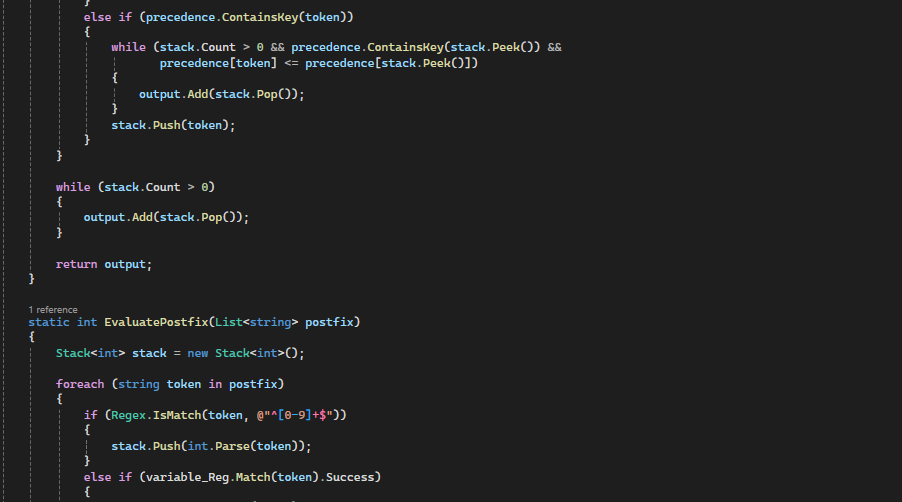 }
else if (precedence.ContainsKey(token))
{
while (stack.Count > 0 && precedence.ContainsKey(stack.Peek()) &&
precedence[token] <= precedence[stack.Peek()])
{
output.Add(stack.Pop());
}
stack.Push(token);
}
}
while (stack.Count > 0)
{
output.Add(stack.Pop());
}
return output;
}
1 reference
static int EvaluatePostfix(List<string> postfix)
{
Stack<int> stack = new Stack<int>();
foreach (string token in postfix)
{
if (Regex.IsMatch(token, @"^[0-9]+$"))
{
stack.Push(int.Parse(token));
}
else if (variable_Reg.Match(token).Success)
{